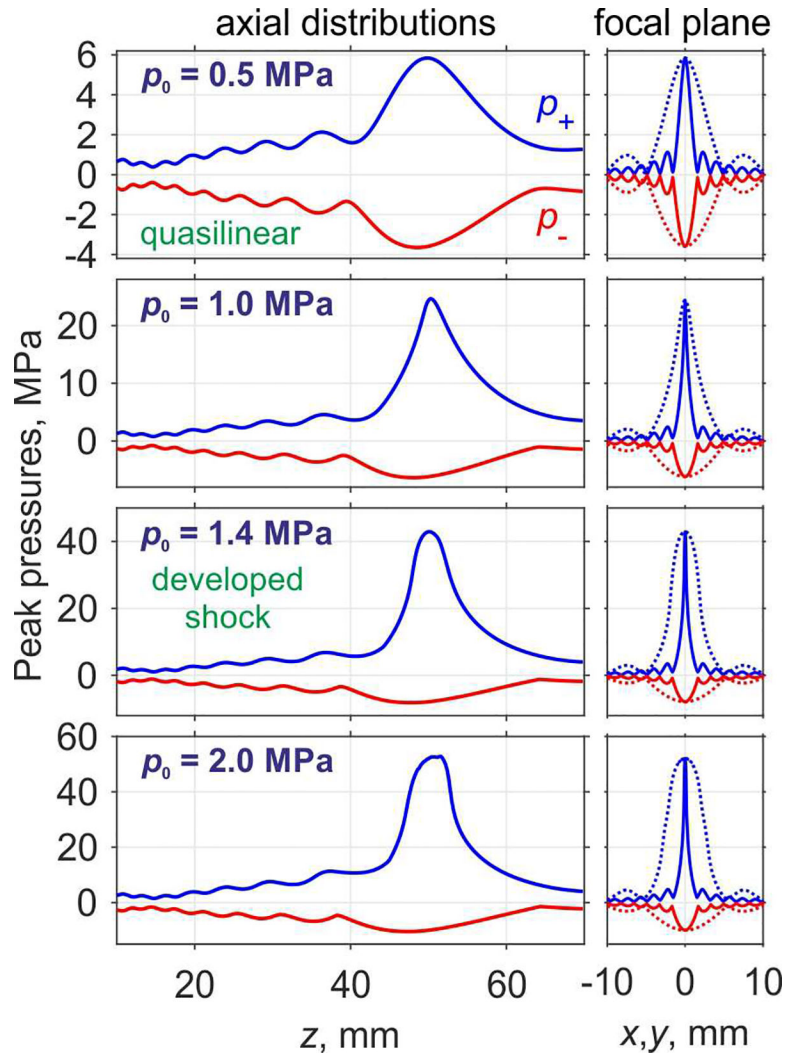 axial distributions
focal plane
Peak pressures, MPa
p₀ = 0.5 MPa
p₊
p₋
quasilinear
6
4
2
0
-2
-4
p₀ = 1.0 MPa
20
10
0
p₀ = 1.4 MPa
developed
shock
40
20
0
p₀ = 2.0 MPa
60
40
20
0
20 40 60
-10 0 10
z, mm
x,y, mm